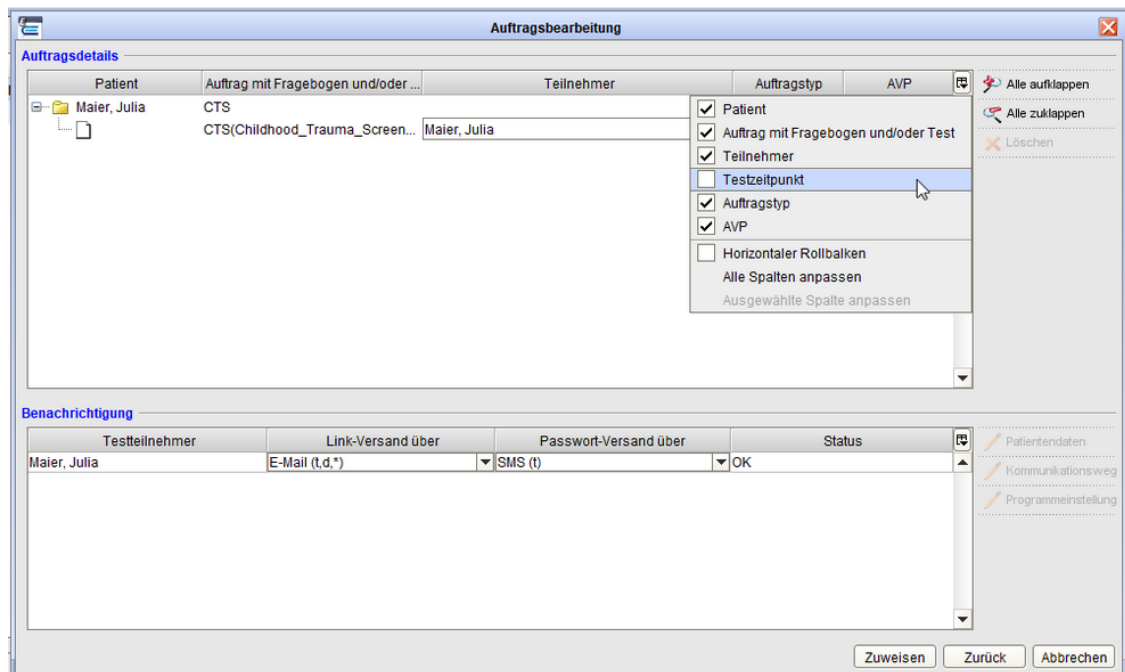 Auftragsbearbeitung
Auftragsdetails
Patient Auftrag mit Fragebogen und/oder ... Teilnehmer Auftragstyp AVP
Alle aufklappen
Maier, Julia CTS
Patient
Alle zuklappen
CTS(Childhood_Trauma_Screen... Maier, Julia
Auftrag mit Fragebogen und/oder Test
Löschen
Teilnehmer
Testzeitpunkt
Auftragstyp
AVP
Horizontaler Rollbalken
Alle Spalten anpassen
Ausgewählte Spalte anpassen
Benachrichtigung
Testteilnehmer Link-Versand über Passwort-Versand über Status
Patientendaten
Maier, Julia E-Mail (t,d,*) SMS (t) OK
Kommunikationsweg
Programmeinstellung
Zuweisen Zurück Abbrechen